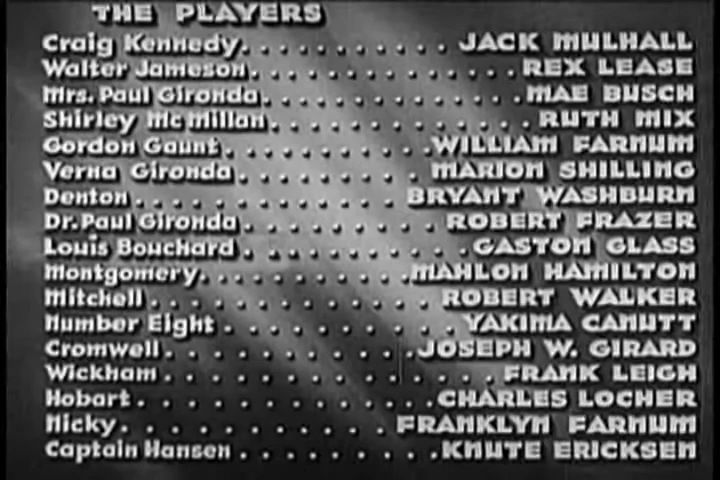 THE PLAYERS
Craig Kennedy. . . . . . . . . . . JACK MULHALL
Walter Jameson. . . . . . . . . . . . . . REX LEASE
Mrs. Paul Gironda. . . . . . . . . . . . . . MAE BUSCH
Shirley McMillan. . . . . . . . . . . . . . RUTH MIX
Gordon Gaunt. . . . . . . . . . . WILLIAM FARNUM
Verna Gironda . . . . . . . . . . MARION SHILLING
Denton. . . . . . . . . . . . . . . BRYANT WASHBURN
Dr. Paul Gironda . . . . . . . . . . ROBERT FRAZER
Louis Bouchard . . . . . . . . . . . GASTON GLASS
Montgomery. . . . . . . . . . . MAHLON HAMILTON
Mitchell . . . . . . . . . . . . . . . ROBERT WALKER
Number Eight . . . . . . . . . . . . YAKIMA CANUTT
Cromwell. . . . . . . . . . . . . JOSEPH W. GIRARD
Wickham. . . . . . . . . . . . . . . . . FRANK LEIGH
Hobart . . . . . . . . . . . . . . . CHARLES LOCHER
Nicky. . . . . . . . . . . . . . . FRANKLYN FARNUM
Captain Hansen . . . . . . . . . . KNUTE ERICKSEN